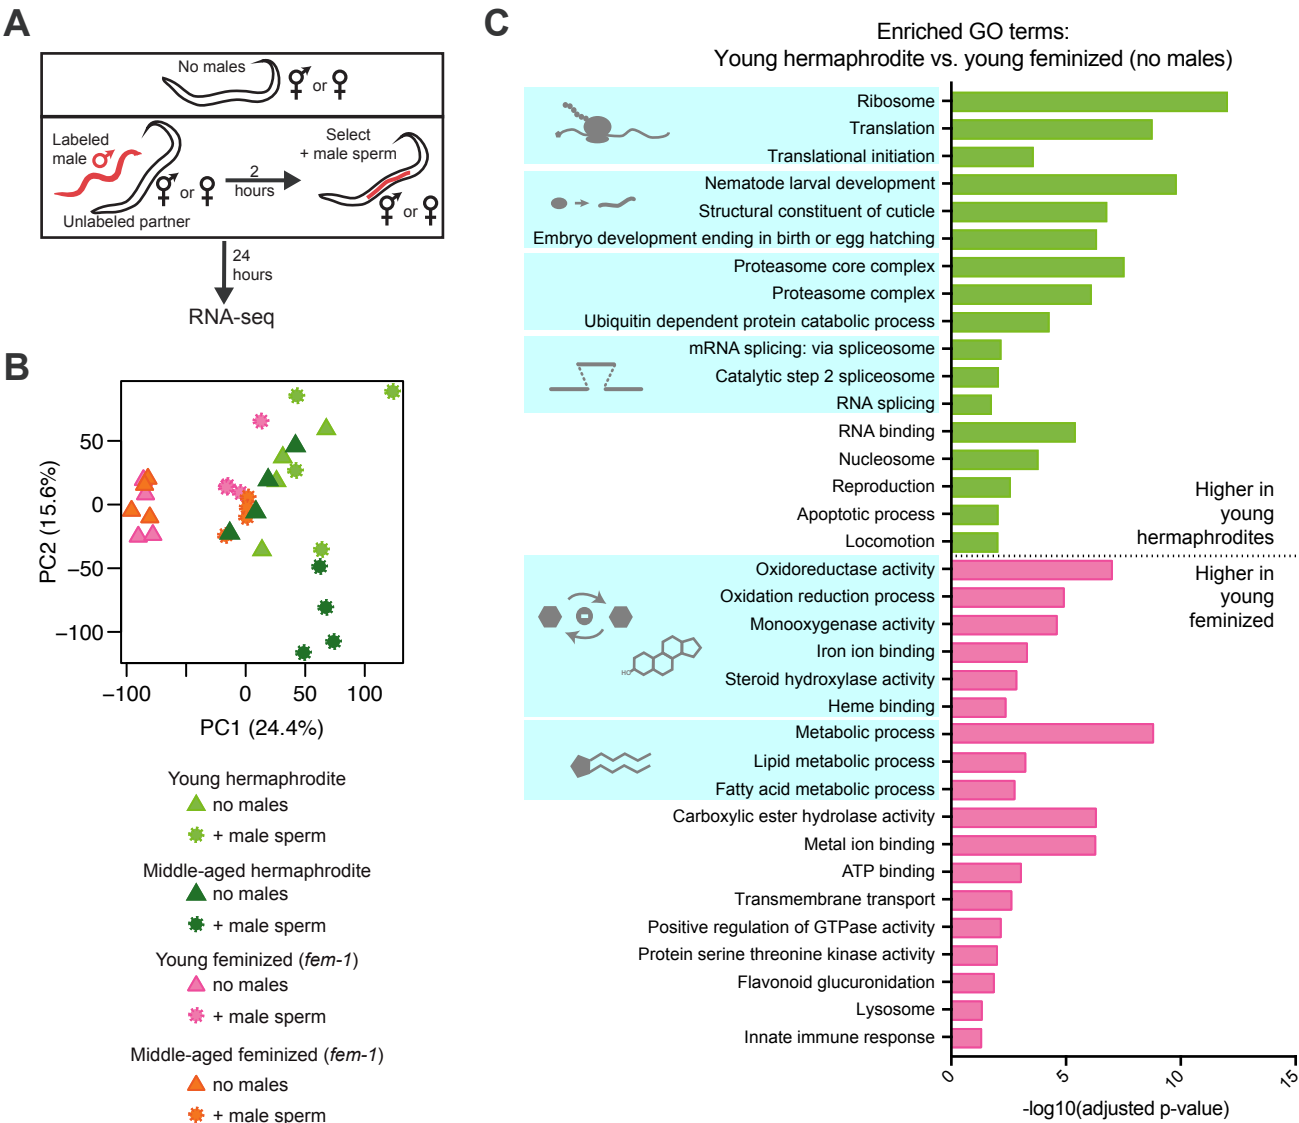 A
No males
or
Labeled
male
or
Unlabeled partner
2
hours
Select
+ male sperm
or
24
hours
RNA-seq
B
PC2 (15.6%)
50
0
−50
−100
−100
0
50
100
PC1 (24.4%)
Young hermaphrodite
no males
+ male sperm
Middle-aged hermaphrodite
no males
+ male sperm
Young feminized (fem-1)
no males
+ male sperm
Middle-aged feminized (fem-1)
no males
+ male sperm
C
Enriched GO terms:
Young hermaphrodite vs. young feminized (no males)
Ribosome
Translation
Translational initiation
Nematode larval development
Structural constituent of cuticle
Embryo development ending in birth or egg hatching
Proteasome core complex
Proteasome complex
Ubiquitin dependent protein catabolic process
mRNA splicing: via spliceosome
Catalytic step 2 spliceosome
RNA splicing
RNA binding
Nucleosome
Reproduction
Apoptotic process
Locomotion
Higher in
young
hermaphrodites
Higher in
young
feminized
Oxidoreductase activity
Oxidation reduction process
Monooxygenase activity
Iron ion binding
Steroid hydroxylase activity
Heme binding
HO
Metabolic process
Lipid metabolic process
Fatty acid metabolic process
Carboxylic ester hydrolase activity
Metal ion binding
ATP binding
Transmembrane transport
Positive regulation of GTPase activity
Protein serine threonine kinase activity
Flavonoid glucuronidation
Lysosome
Innate immune response
0
5
10
15
-log10(adjusted p-value)